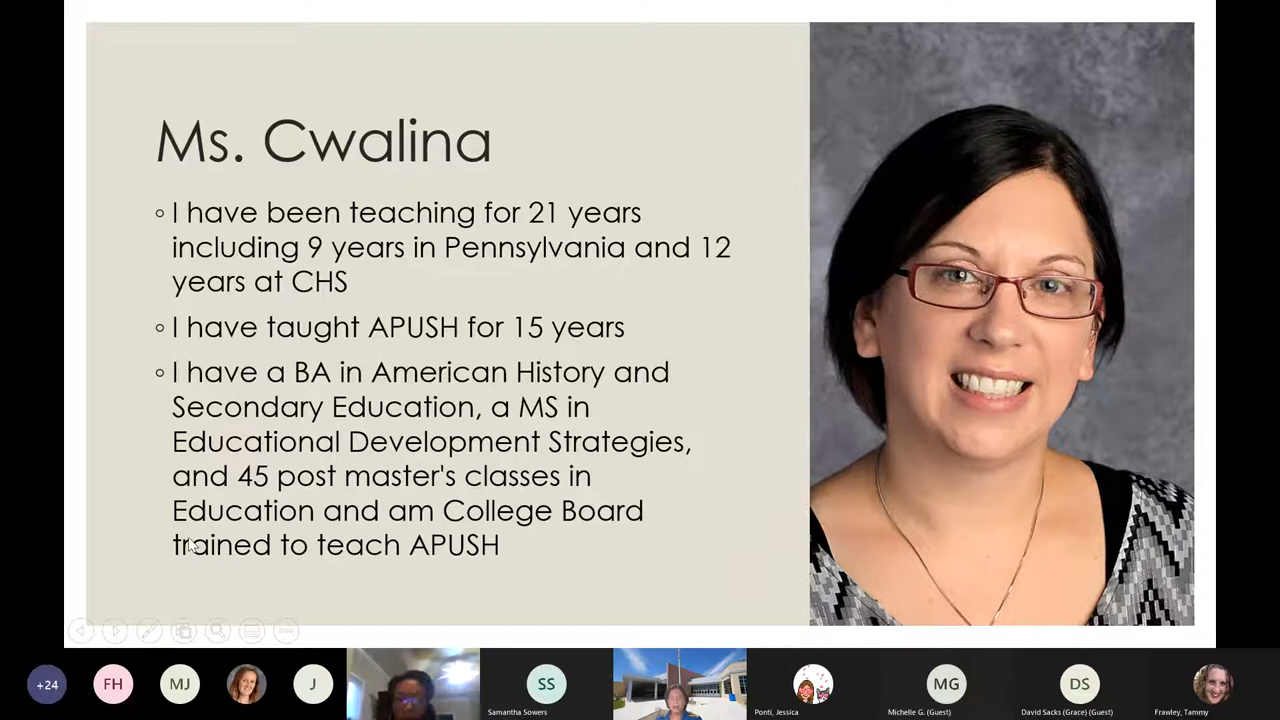 Ms. Cwalina
◦ I have been teaching for 21 years
including 9 years in Pennsylvania and 12
years at CHS
◦ I have taught APUSH for 15 years
◦ I have a BA in American History and
Secondary Education, a MS in
Educational Development Strategies,
and 45 post master's classes in
Education and am College Board
trained to teach APUSH
+24
FH
MJ
J
SS
Samantha Sowers
Ponti, Jessica
MG
Michelle G. (Guest)
DS
David Sacks (Grace) (Guest)
Frawley, Tammy